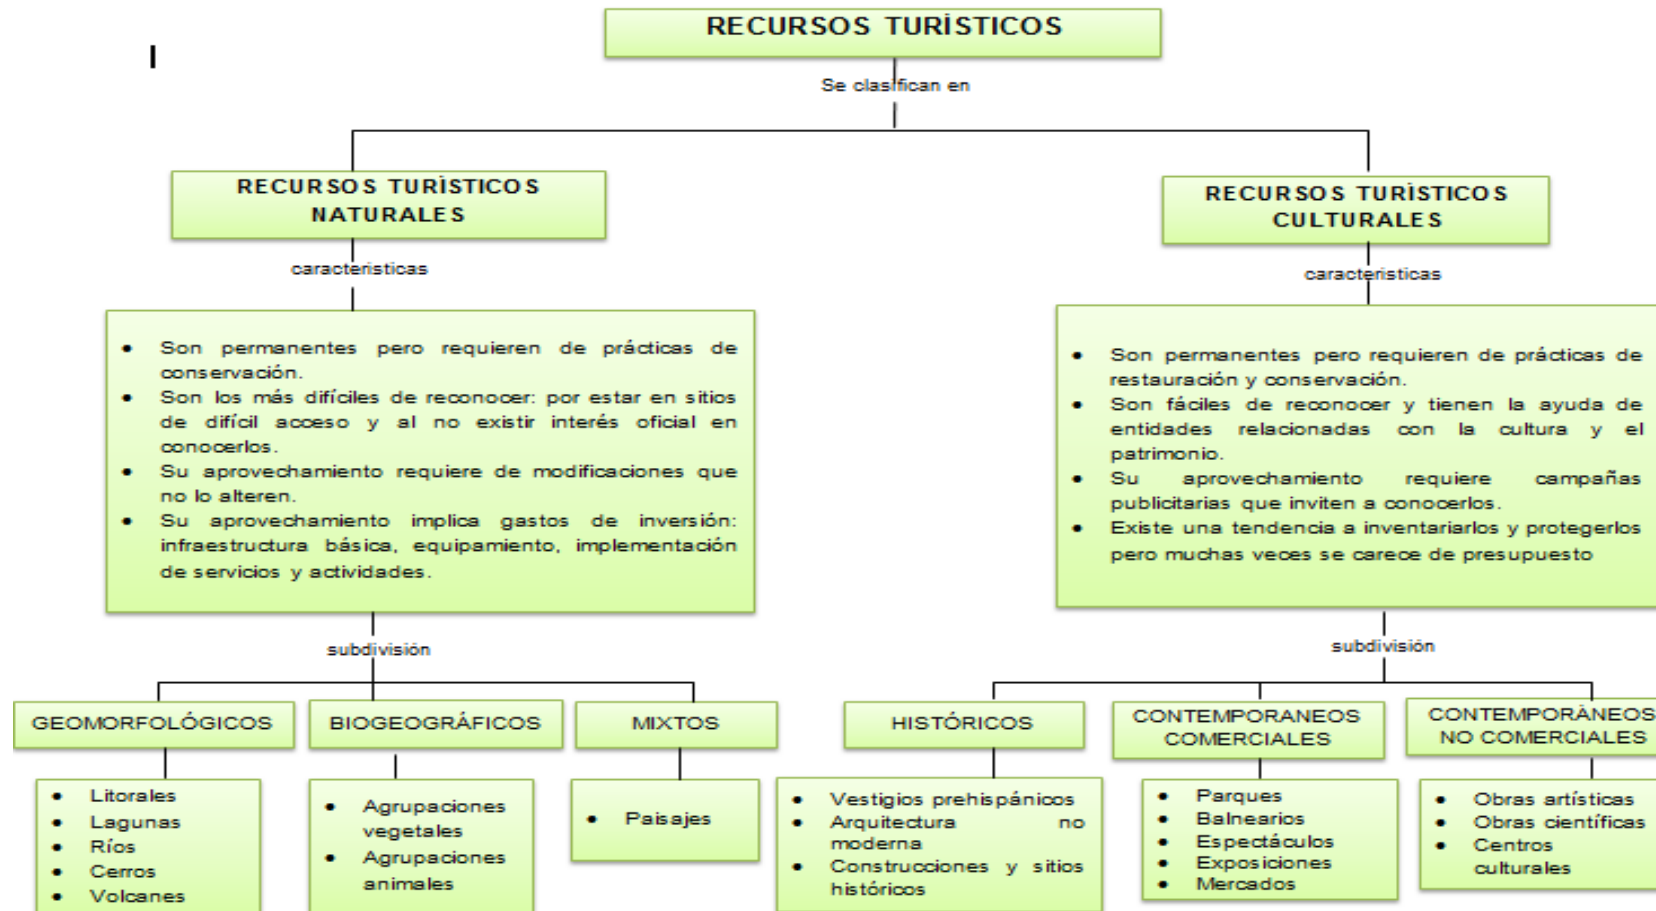 RECURSOS TURÌSTICOS
Se clasifican en
RECURSOS TURÌSTICOS
NATURALES
caracteristicas
• Son permanentes pero requieren de prácticas de
conservación.
• Son los más difíciles de reconocer: por estar en sitios
de difícil acceso y al no existir interés oficial en
conocerlos.
• Su aprovechamiento requiere de modificaciones que
no lo alteren.
• Su aprovechamiento implica gastos de inversión:
infraestructura básica, equipamiento, implementación
de servicios y actividades.
subdivisión
GEOMORFOLÓGICOS
• Litorales
• Lagunas
• Ríos
• Cerros
• Volcanes
BIOGEOGRÁFICOS
• Agrupaciones
vegetales
• Agrupaciones
animales
MIXTOS
• Paisajes
RECURSOS TURÌSTICOS
CULTURALES
caracteristicas
• Son permanentes pero requieren de prácticas de
restauración y conservación.
• Son fáciles de reconocer y tienen la ayuda de
entidades relacionadas con la cultura y el
patrimonio.
• Su aprovechamiento requiere campañas
publicitarias que inviten a conocerlos.
• Existe una tendencia a inventariarlos y protegerlos
pero muchas veces se carece de presupuesto
subdivisión
HISTÓRICOS
• Vestigios prehispánicos
• Arquitectura no
moderna
• Construcciones y sitios
históricos
CONTEMPORANEOS
COMERCIALES
• Parques
• Balnearios
• Espectáculos
• Exposiciones
• Mercados
CONTEMPORÁNEOS
NO COMERCIALES
• Obras artísticas
• Obras científicas
• Centros
culturales